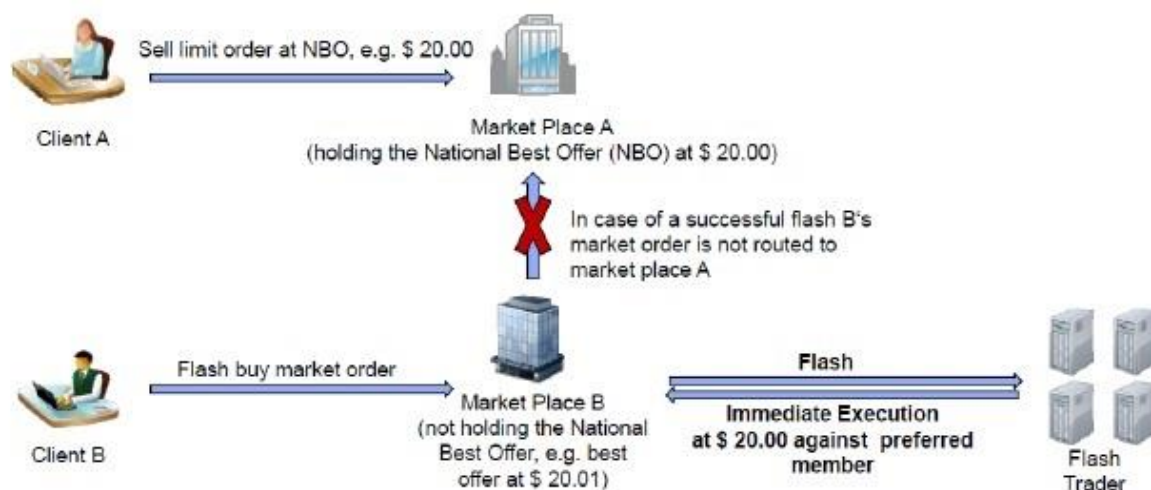 Sell limit order at NBO, e.g. $ 20.00
Client A
Market Place A
(holding the National Best Offer (NBO) at $ 20.00)
In case of a successful flash B's
market order is not routed to
market place A
Flash buy market order
Client B
Market Place B
(not holding the National
Best Offer, e.g. best
offer at $ 20.01)
Flash
Immediate Execution
at $ 20.00 against preferred
member
Flash
Trader